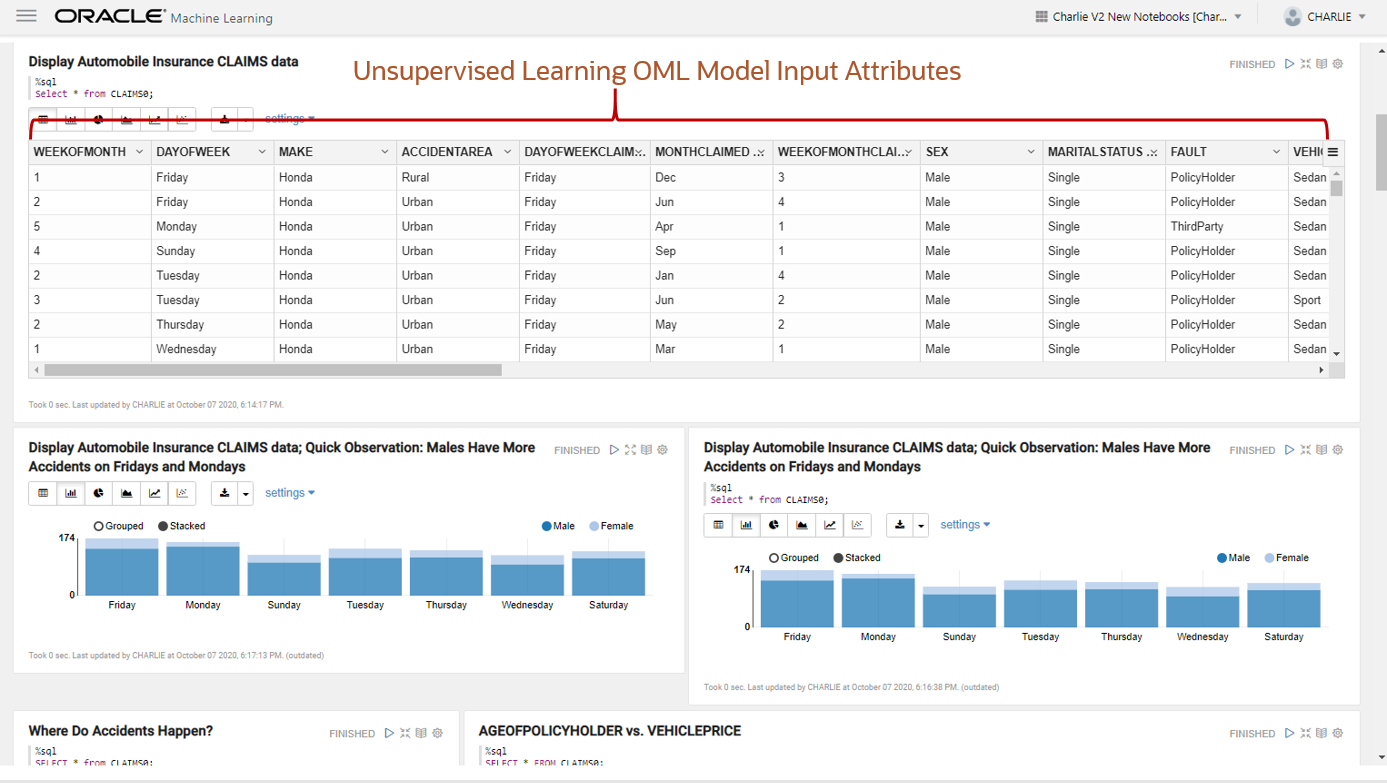 ORACLE® Machine Learning
Charlie V2 New Notebooks [Char...
CHARLIE
Display Automobile Insurance CLAIMS data
FINISHED
Unsupervised Learning OML Model Input Attributes
%sql
Select * from CLAIMS0;
settings
WEEKOFMONTH DAYOFWEEK MAKE ACCIDENTAREA DAYOFWEEKCLAIM... MONTHCLAIMED ... WEEKOFMONTHCLAI... SEX MARITALSTATUS ... FAULT VEHIC
1 Friday Honda Rural Friday Dec 3 Male Single PolicyHolder Sedan
2 Friday Honda Urban Friday Jun 4 Male Single PolicyHolder Sedan
5 Monday Honda Urban Friday Apr 1 Male Single ThirdParty Sedan
4 Sunday Honda Urban Friday Sep 1 Male Single PolicyHolder Sedan
2 Tuesday Honda Urban Friday Jan 4 Male Single PolicyHolder Sedan
3 Tuesday Honda Urban Friday Jun 2 Male Single PolicyHolder Sport
2 Thursday Honda Urban Friday May 2 Male Single PolicyHolder Sedan
1 Wednesday Honda Urban Friday Mar 1 Male Single PolicyHolder Sedan
Took 0 sec. Last updated by CHARLIE at October 07 2020, 6:14:17 PM.
Display Automobile Insurance CLAIMS data; Quick Observation: Males Have More
Accidents on Fridays and Mondays
FINISHED
settings
Grouped Stacked Male Female
174
0
Friday Monday Sunday Tuesday Thursday Wednesday Saturday
Took 0 sec. Last updated by CHARLIE at October 07 2020, 6:17:13 PM. (outdated)
Display Automobile Insurance CLAIMS data; Quick Observation: Males Have More
Accidents on Fridays and Mondays
FINISHED
%sql
Select * from CLAIMS0;
settings
Grouped Stacked Male Female
174
0
Friday Monday Sunday Tuesday Thursday Wednesday Saturday
Took 0 sec. Last updated by CHARLIE at October 07 2020, 6:16:38 PM. (outdated)
Where Do Accidents Happen?
FINISHED
%sql
SELECT * from CLAIMS0;
AGEOFPOLICYHOLDER vs. VEHICLEPRICE
FINISHED
%sql
SELECT * FROM CLAIMS0;